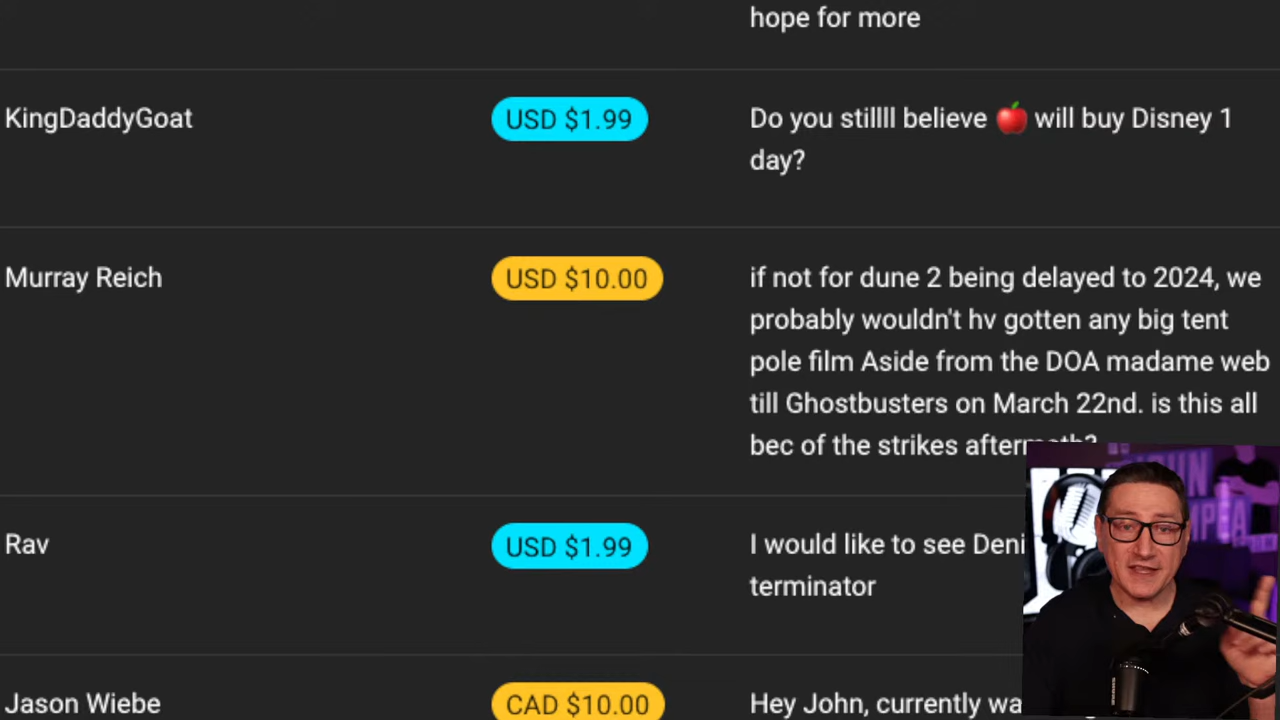 hope for more
KingDaddyGoat
USD $1.99
Do you stillll believe 🍎 will buy Disney 1
day?
Murray Reich
USD $10.00
if not for dune 2 being delayed to 2024, we
probably wouldn't hv gotten any big tent
pole film Aside from the DOA madame web
till Ghostbusters on March 22nd. is this all
bec of the strikes aftermath?
Rav
USD $1.99
I would like to see Deni
terminator
Jason Wiebe
CAD $10.00
Hey John, currently wa